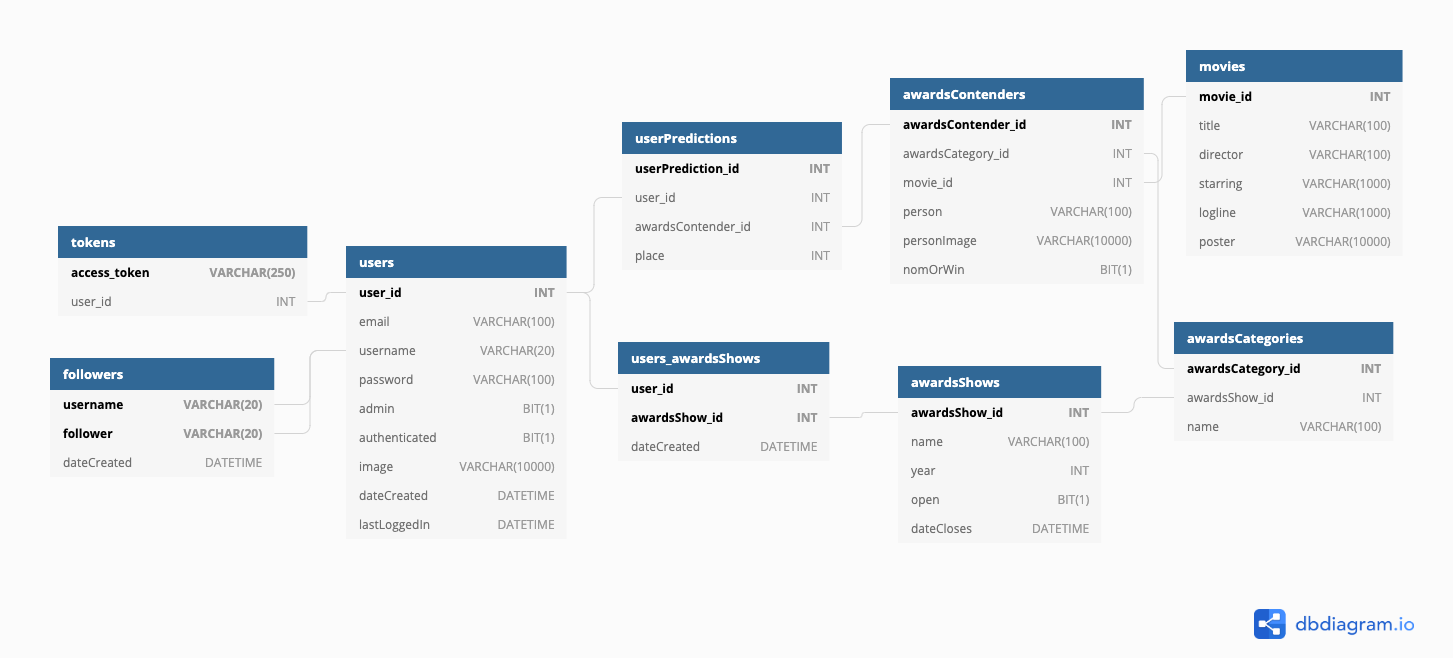 tokens
access_token VARCHAR(250)
user_id INT
followers
username VARCHAR(20)
follower VARCHAR(20)
dateCreated DATETIME
users
user_id INT
email VARCHAR(100)
username VARCHAR(20)
password VARCHAR(100)
admin BIT(1)
authenticated BIT(1)
image VARCHAR(10000)
dateCreated DATETIME
lastLoggedIn DATETIME
userPredictions
userPrediction_id INT
user_id INT
awardsContender_id INT
place INT
users_awardsShows
user_id INT
awardsShow_id INT
dateCreated DATETIME
awardsContenders
awardsContender_id INT
awardsCategory_id INT
movie_id INT
person VARCHAR(100)
personImage VARCHAR(10000)
nomOrWin BIT(1)
awardsShows
awardsShow_id INT
name VARCHAR(100)
year INT
open BIT(1)
dateCloses DATETIME
movies
movie_id INT
title VARCHAR(100)
director VARCHAR(100)
starring VARCHAR(1000)
logline VARCHAR(1000)
poster VARCHAR(10000)
awardsCategories
awardsCategory_id INT
awardsShow_id INT
name VARCHAR(100)
dbdiagram.io